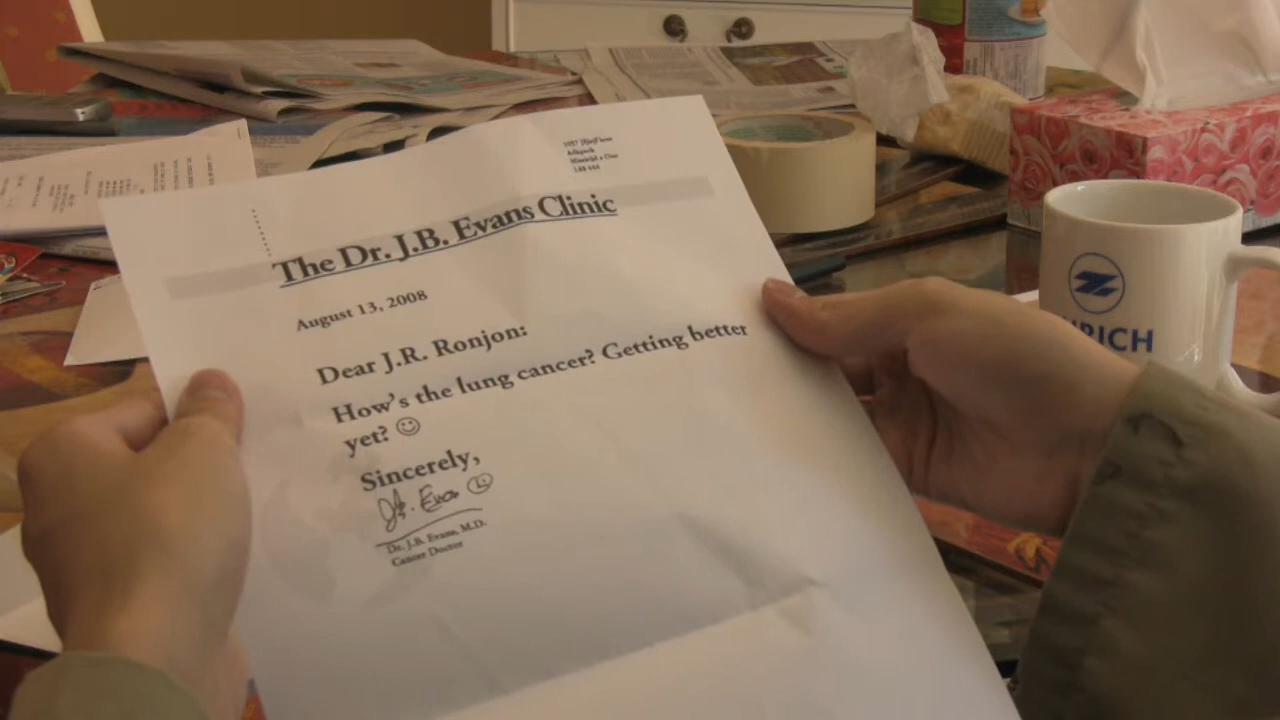 The Dr. J.B. Evans Clinic
August 13, 2008
Dear J.R. Ronjon:
How's the lung cancer? Getting better
yet? ☺
Sincerely,
Dr. J.B. Evans, M.D.
Cancer Doctor
ZURICH